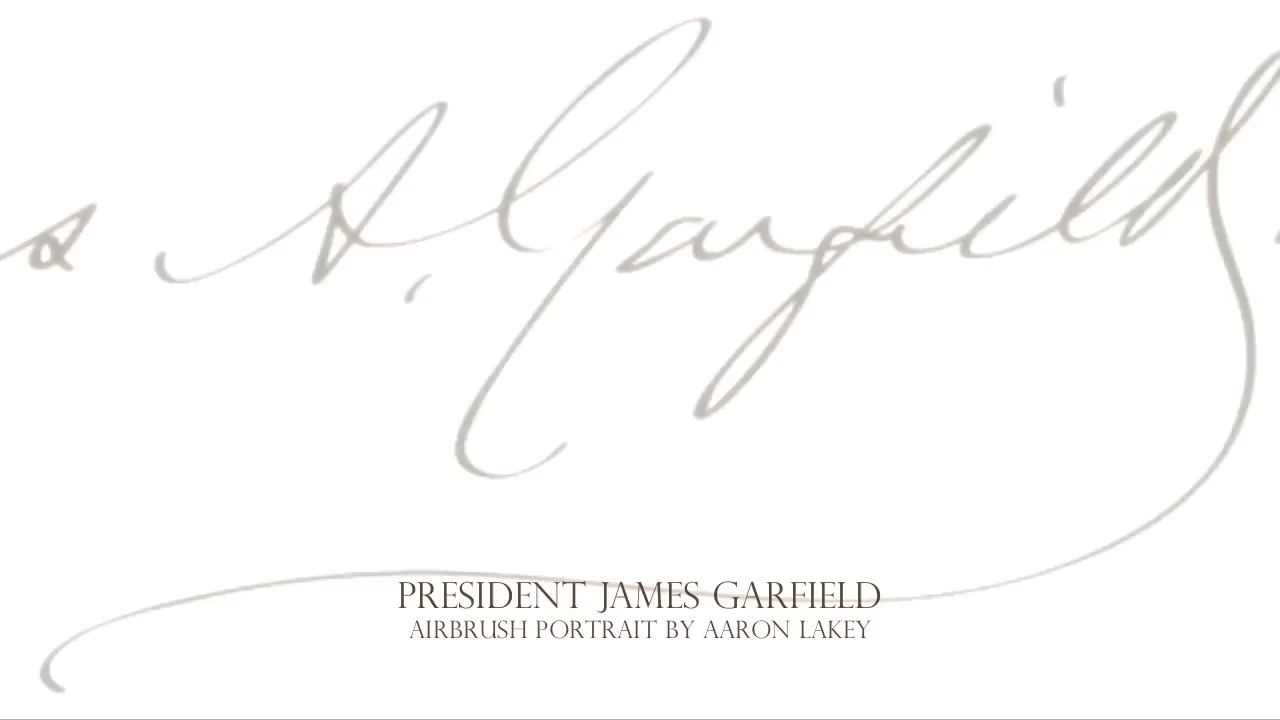 s A. Garfield.
PRESIDENT JAMES GARFIELD
AIRBRUSH PORTRAIT BY AARON LAKEY